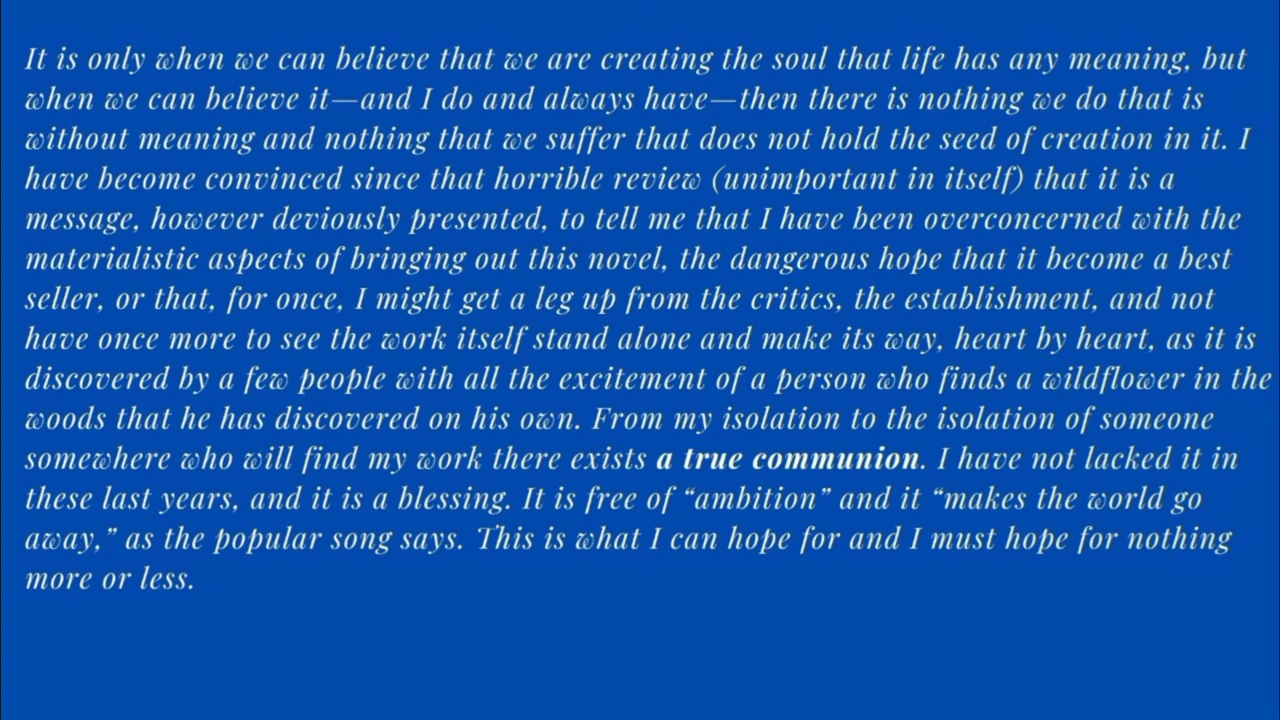 It is only when we can believe that we are creating the soul that life has any meaning, but
when we can believe it—and I do and always have—then there is nothing we do that is
without meaning and nothing that we suffer that does not hold the seed of creation in it. I
have become convinced since that horrible review (unimportant in itself) that it is a
message, however deviously presented, to tell me that I have been overconcerned with the
materialistic aspects of bringing out this novel, the dangerous hope that it become a best
seller, or that, for once, I might get a leg up from the critics, the establishment, and not
have once more to see the work itself stand alone and make its way, heart by heart, as it is
discovered by a few people with all the excitement of a person who finds a wildflower in the
woods that he has discovered on his own. From my isolation to the isolation of someone
somewhere who will find my work there exists a true communion. I have not lacked it in
these last years, and it is a blessing. It is free of “ambition” and it “makes the world go
away,” as the popular song says. This is what I can hope for and I must hope for nothing
more or less.